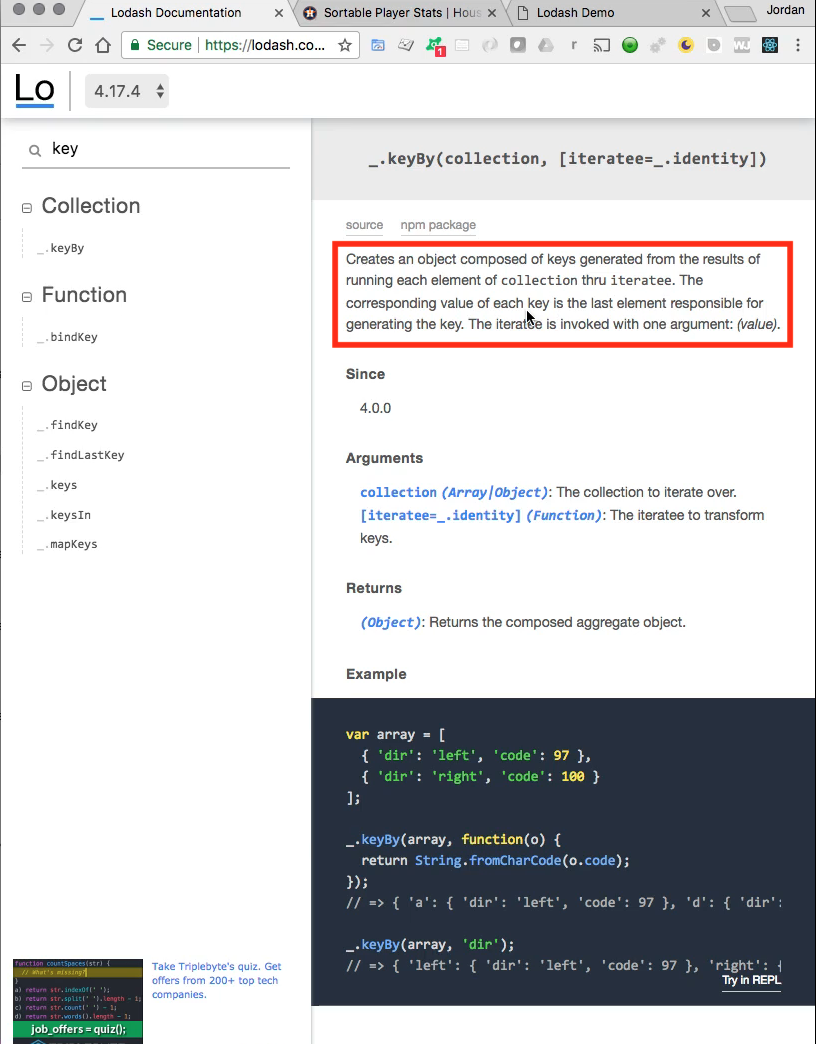 Lodash Documentation
Sortable Player Stats | Hous
Lodash Demo
Jordan
Secure
https://lodash.co...
1
r
WJ
Lo
4.17.4
key
Collection
_.keyBy
Function
_.bindKey
Object
_.findKey
_.findLastKey
_.keys
_.keysIn
_.mapKeys
function countSpaces(str) {
// What's missing?
}
a) return str.indexOf(' ');
b) return str.split(' ').length - 1;
c) return str.count(' ') - 1;
d) return str.words().length - 1;
job_offers = quiz();
Take Triplebyte's quiz. Get
offers from 200+ top tech
companies.
_.keyBy(collection, [iteratee=_.identity])
source npm package
Creates an object composed of keys generated from the results of
running each element of collection thru iteratee. The
corresponding value of each key is the last element responsible for
generating the key. The iteratee is invoked with one argument: (value).
Since
4.0.0
Arguments
collection (Array|Object): The collection to iterate over.
[iteratee=_.identity] (Function): The iteratee to transform
keys.
Returns
(Object): Returns the composed aggregate object.
Example
var array = [
{ 'dir': 'left', 'code': 97 },
{ 'dir': 'right', 'code': 100 }
];
_.keyBy(array, function(o) {
return String.fromCharCode(o.code);
});
// => { 'a': { 'dir': 'left', 'code': 97 }, 'd': { 'dir':
_.keyBy(array, 'dir');
// => { 'left': { 'dir': 'left', 'code': 97 }, 'right': {
Try in REPL